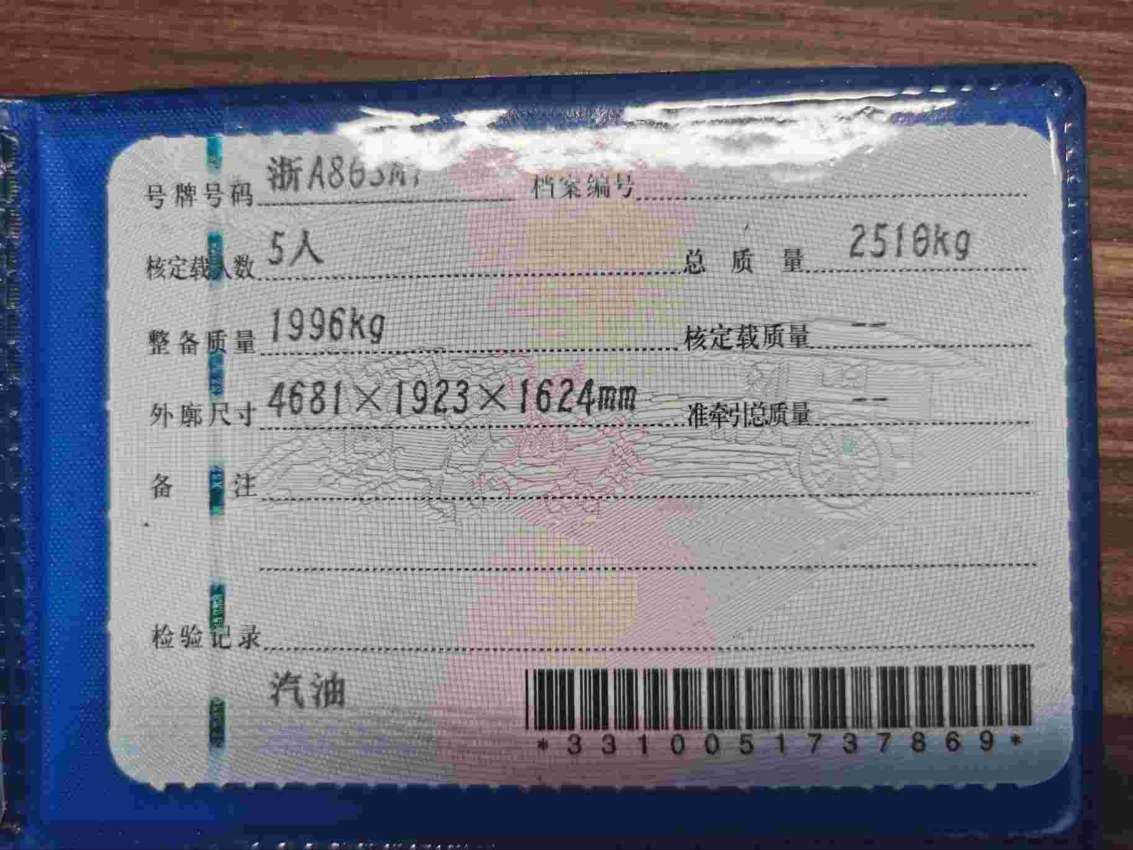 号牌号码 档案编号
核定载人数 5人 总质量 2510kg
整备质量 1996kg 核定载质量 --
外廓尺寸 4681×1923×1624mm 准牵引总质量 --
备注
检验记录
汽油
*3310051737869*